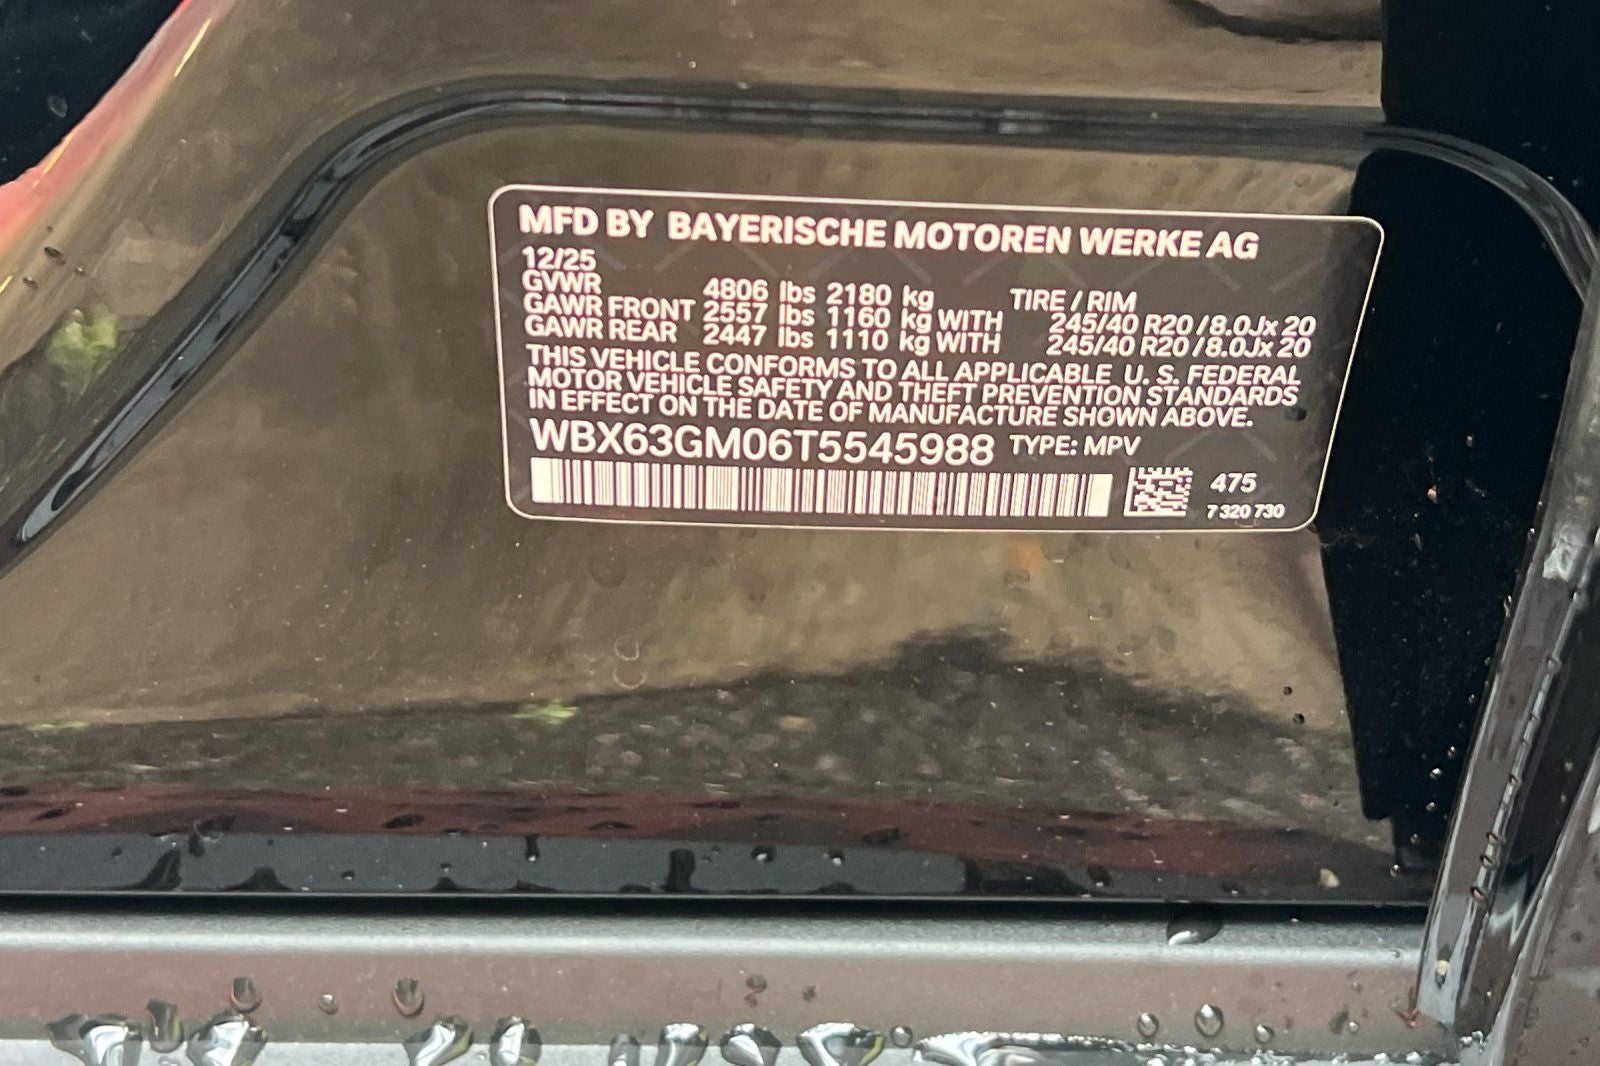 MFD BY BAYERISCHE MOTOREN WERKE AG
12/25
GVWR 4806 lbs 2180 kg TIRE / RIM
GAWR FRONT 2557 lbs 1160 kg WITH 245/40 R20 / 8.0Jx 20
GAWR REAR 2447 lbs 1110 kg WITH 245/40 R20 / 8.0Jx 20
THIS VEHICLE CONFORMS TO ALL APPLICABLE U. S. FEDERAL
MOTOR VEHICLE SAFETY AND THEFT PREVENTION STANDARDS
IN EFFECT ON THE DATE OF MANUFACTURE SHOWN ABOVE.
WBX63GM06T5545988 TYPE: MPV
475
7 320 730